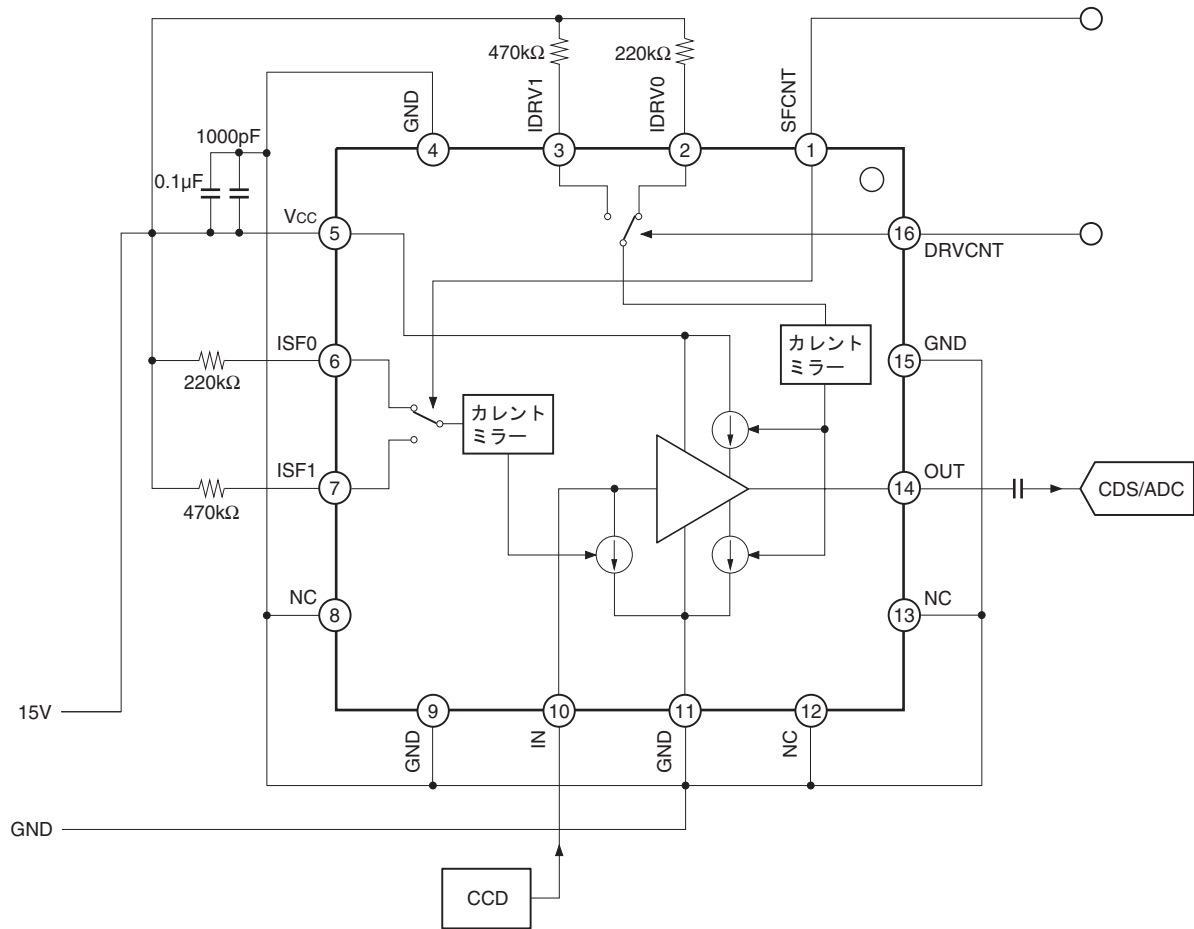 470kΩ
220kΩ
GND
IDRV1
IDRV0
SFCNT
1000pF
0.1µF
4
3
2
1
VCC
5
16
DRVCNT
ISF0
6
220kΩ
カレント
ミラー
GND
15
カレント
ミラー
ISF1
7
470kΩ
OUT
14
CDS/ADC
NC
8
NC
13
15V
9
10
11
12
GND
IN
GND
NC
GND
CCD